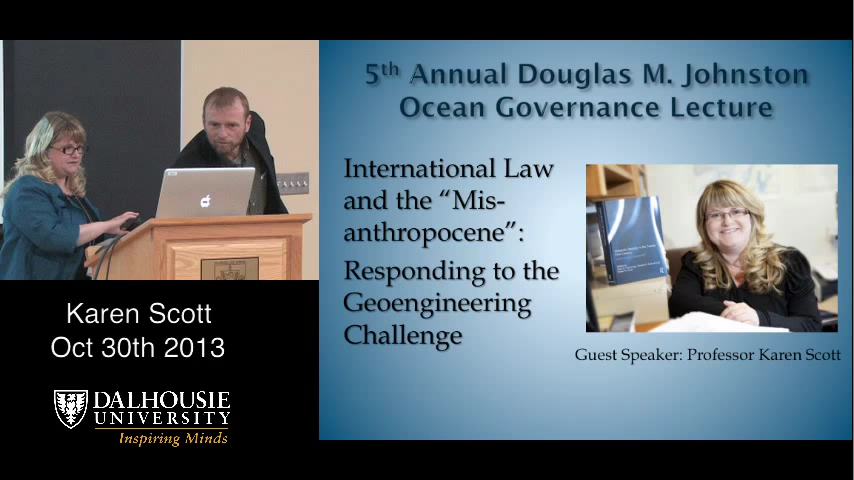 5th Annual Douglas M. Johnston
Ocean Governance Lecture
International Law
and the “Mis-
anthropocene”:
Responding to the
Geoengineering
Challenge
Guest Speaker: Professor Karen Scott
Karen Scott
Oct 30th 2013
DALHOUSIE
UNIVERSITY
Inspiring Minds